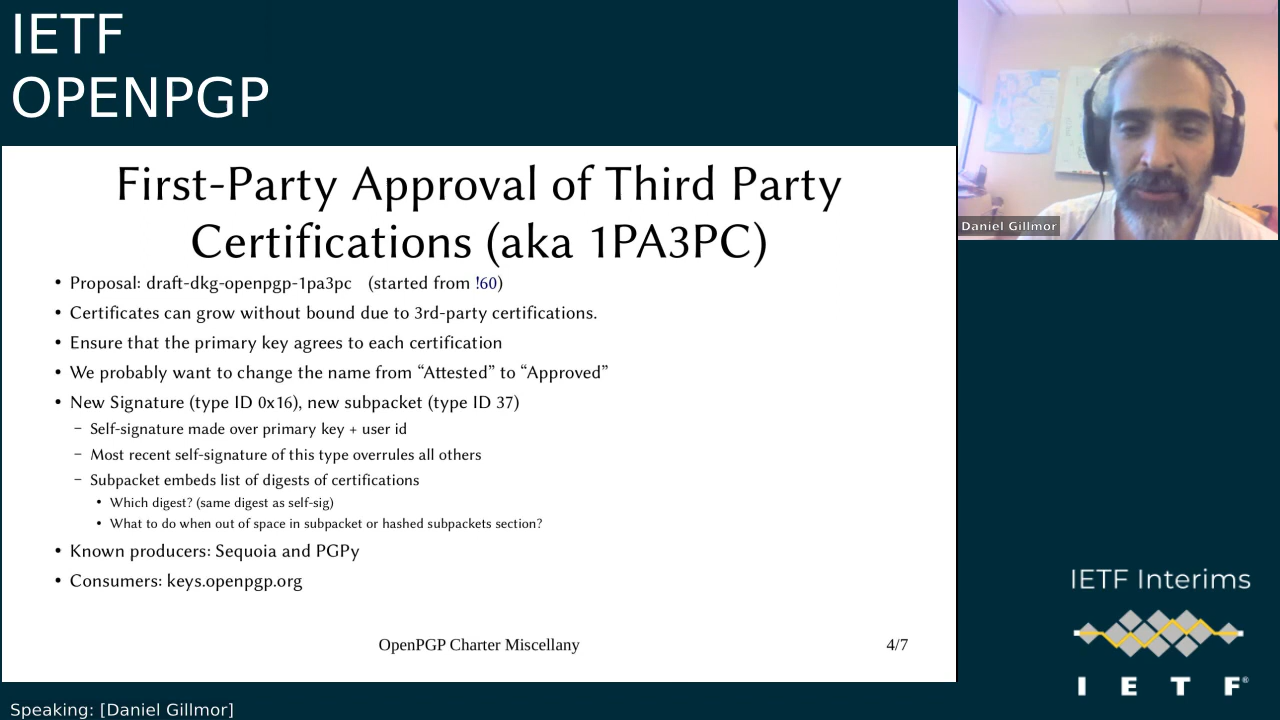 IETF
OPENPGP
First-Party Approval of Third Party
Certifications (aka 1PA3PC)
• Proposal: draft-dkg-openpgp-1pa3pc (started from !60)
• Certificates can grow without bound due to 3rd-party certifications.
• Ensure that the primary key agrees to each certification
• We probably want to change the name from “Attested” to “Approved”
• New Signature (type ID 0x16), new subpacket (type ID 37)
– Self-signature made over primary key + user id
– Most recent self-signature of this type overrules all others
– Subpacket embeds list of digests of certifications
• Which digest? (same digest as self-sig)
• What to do when out of space in subpacket or hashed subpackets section?
• Known producers: Sequoia and PGPy
• Consumers: keys.openpgp.org
OpenPGP Charter Miscellany
4/7
Daniel Gillmor
IETF Interims
I E T F®
Speaking: [Daniel Gillmor]